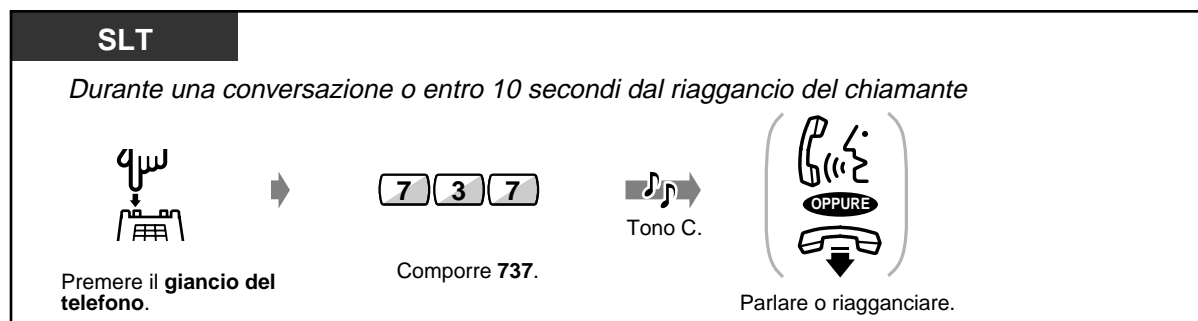 SLT
Durante una conversazione o entro 10 secondi dal riaggancio del chiamante
7 3 7
OPPURE
Tono C.
Premere il giancio del
telefono.
Comporre 737.
Parlare o riagganciare.